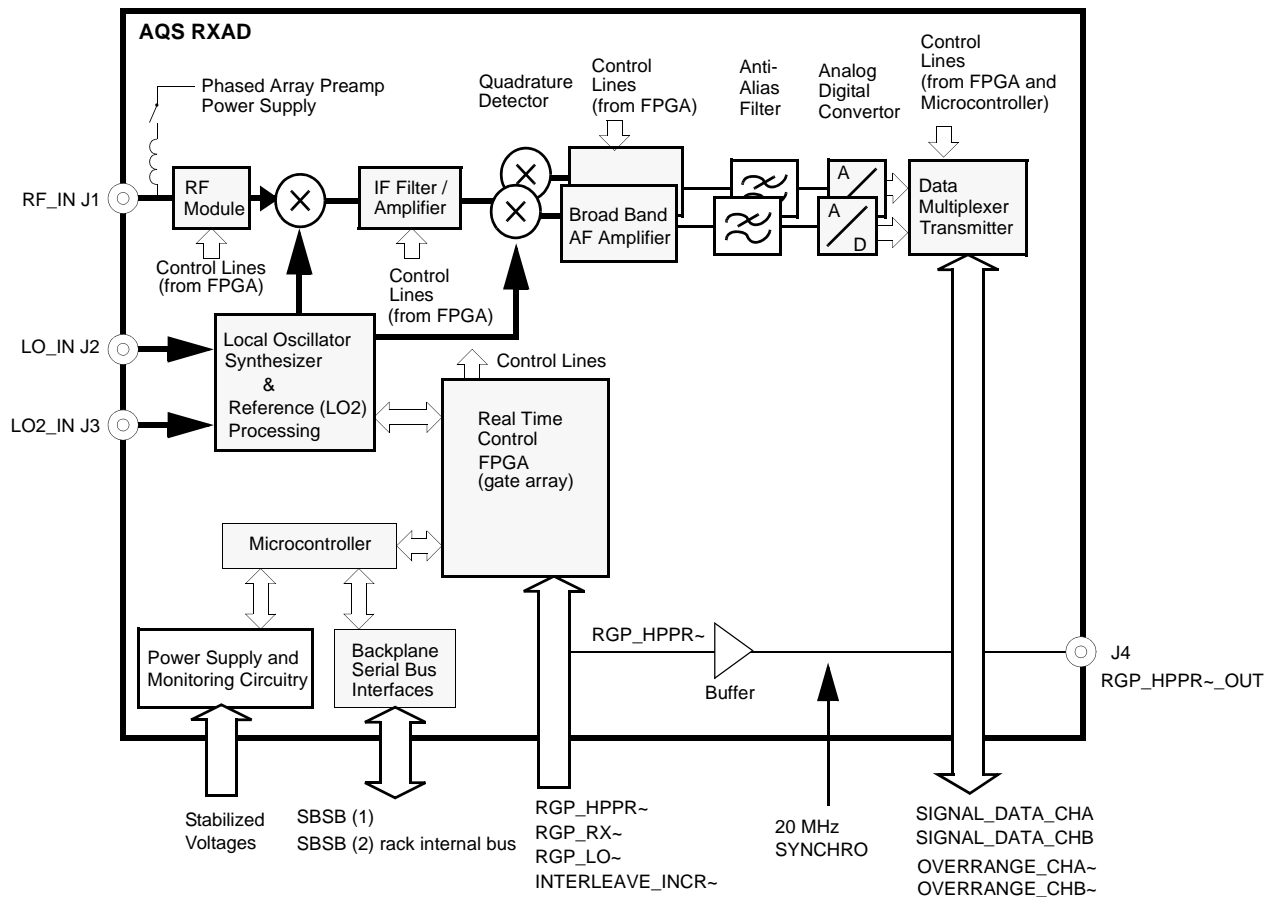 AQS RXAD
Phased Array Preamp
Power Supply
Quadrature
Detector
Control
Lines
(from FPGA)
Anti-
Alias
Filter
Analog
Digital
Convertor
Control
Lines
(from FPGA and
Microcontroller)
RF_IN J1
RF
Module
IF Filter /
Amplifier
Broad Band
AF Amplifier
A
A
D
Data
Multiplexer
Transmitter
Control Lines
(from FPGA)
Control
Lines
(from FPGA)
LO_IN J2
LO2_IN J3
Local Oscillator
Synthesizer
&
Reference (LO2)
Processing
Control Lines
Real Time
Control
FPGA
(gate array)
Microcontroller
Power Supply and
Monitoring Circuitry
Backplane
Serial Bus
Interfaces
RGP_HPPR~
Buffer
J4
RGP_HPPR~_OUT
Stabilized
Voltages
SBSB (1)
SBSB (2) rack internal bus
RGP_HPPR~
RGP_RX~
RGP_LO~
INTERLEAVE_INCR~
20 MHz
SYNCHRO
SIGNAL_DATA_CHA
SIGNAL_DATA_CHB
OVERRANGE_CHA~
OVERRANGE_CHB~